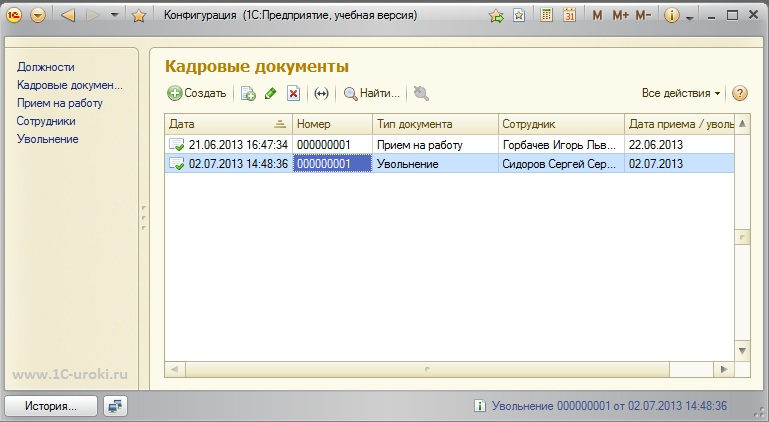 Конфигурация (1С:Предприятие, учебная версия)
M M+ M-
Должности
Кадровые докумен...
Прием на работу
Сотрудники
Увольнение
Кадровые документы
Создать
Найти...
Все действия
Дата Номер Тип документа Сотрудник Дата приема / уволь
21.06.2013 16:47:34 000000001 Прием на работу Горбачев Игорь Льв... 22.06.2013
02.07.2013 14:48:36 000000001 Увольнение Сидоров Сергей Сер... 02.07.2013
www.1C-uroki.ru
История...
Увольнение 000000001 от 02.07.2013 14:48:36